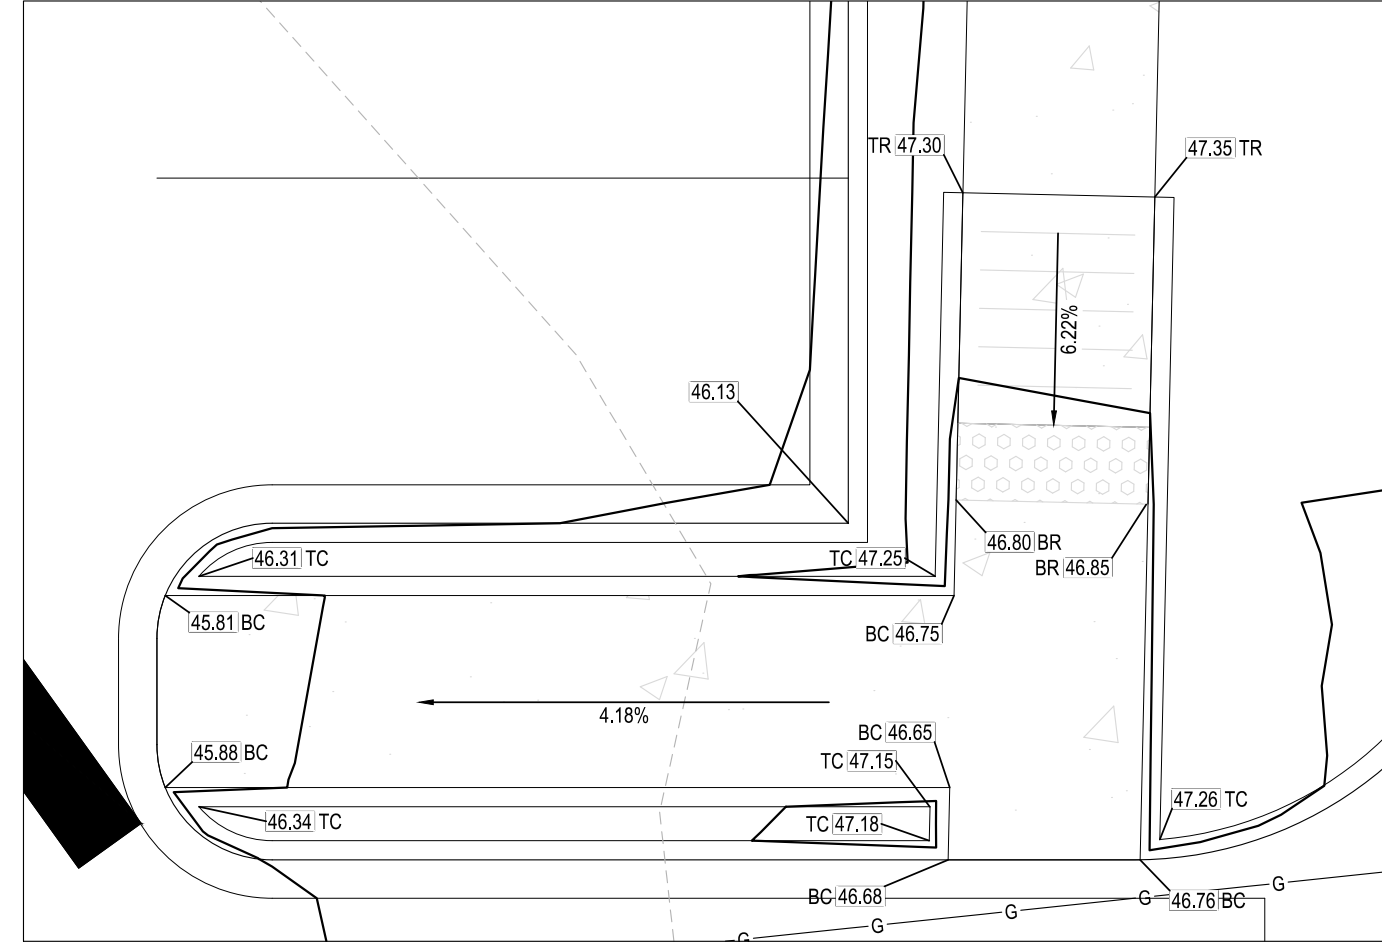 TR 47.30
47.35 TR
6.22%
46.13
46.80 BR
BR 46.85
46.31 TC
TC 47.25
45.81 BC
BC 46.75
4.18%
BC 46.65
45.88 BC
TC 47.15
47.26 TC
46.34 TC
TC 47.18
BC 46.68
46.76 BC
G
G
G
G
G